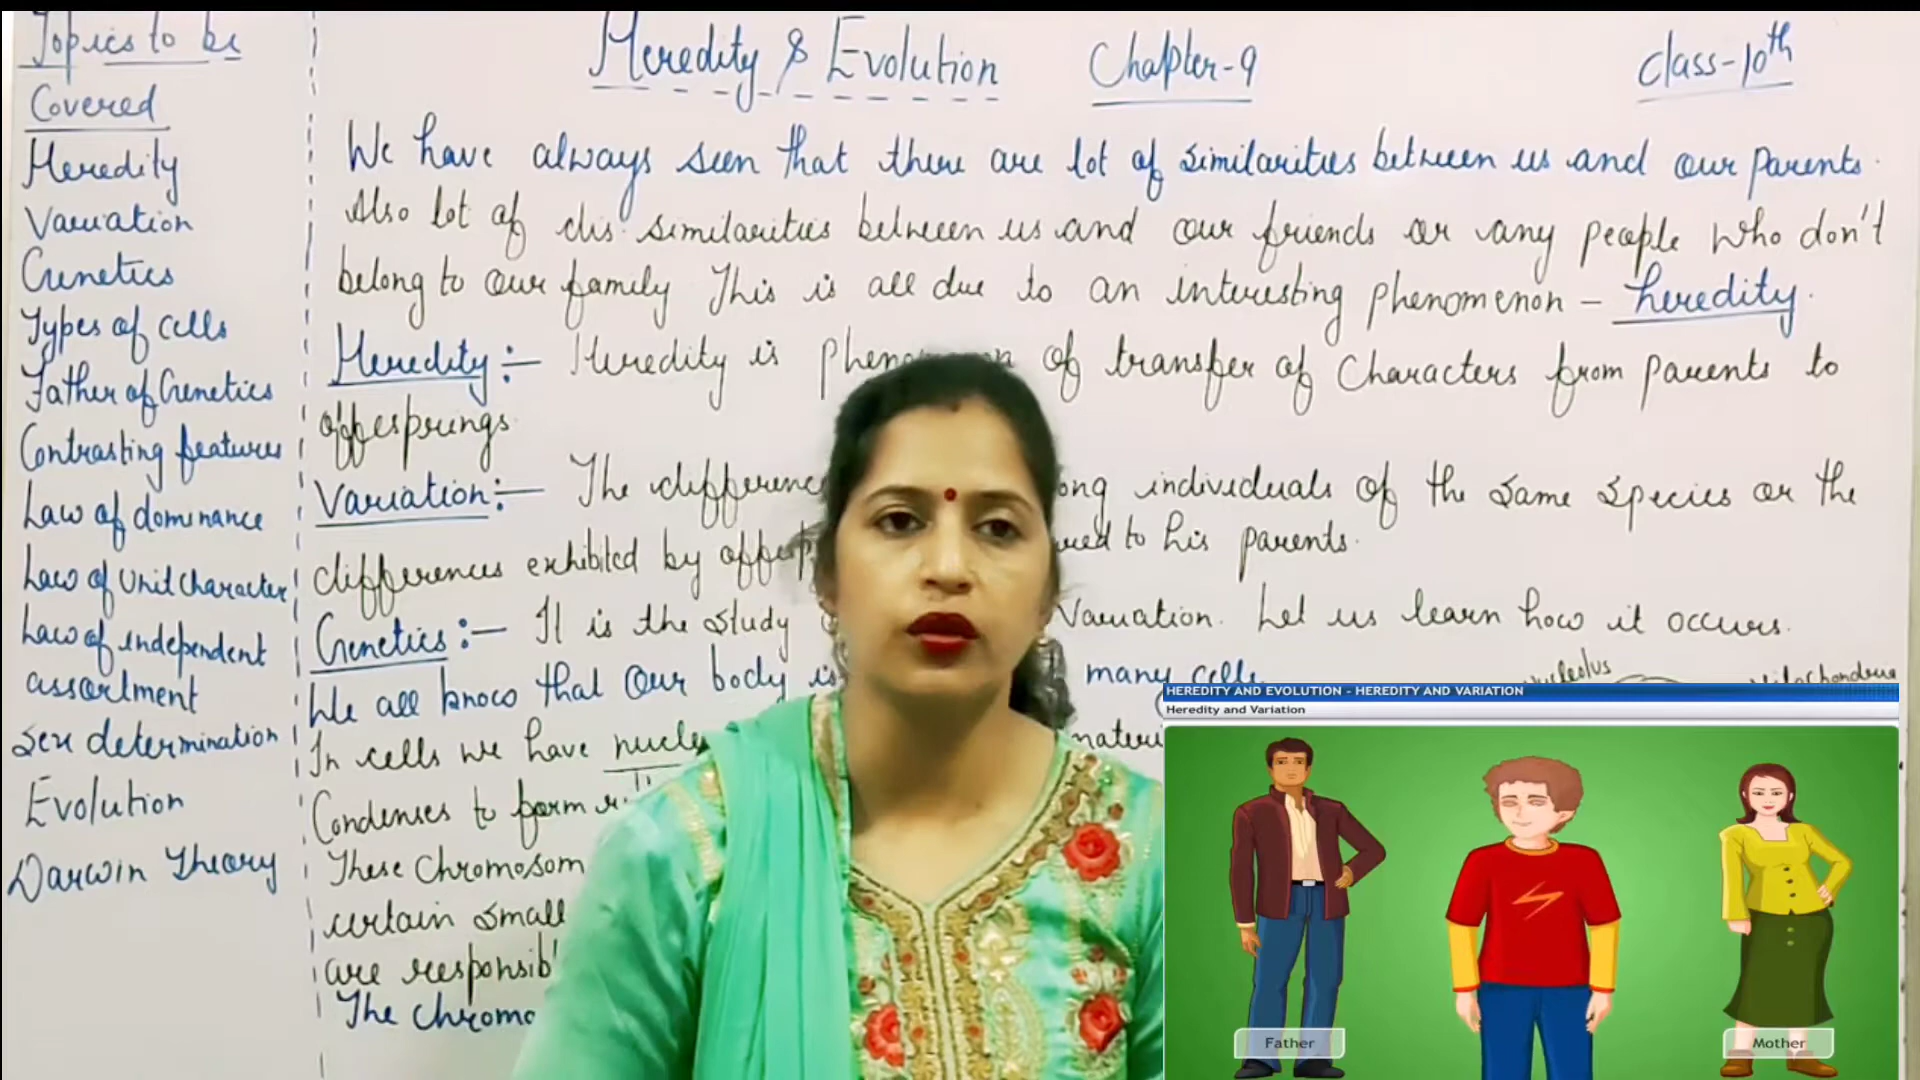 Topics to be
Covered
Heredity
Variation
Genetics
Types of cells
Father of Genetics
Contrasting features
Law of dominance
Law of Unit character
Law of independent
assortment
Sex determination
Evolution
Darwin Theory
Heredity & Evolution Chapter-9 Class-10th
We have always seen that there are lot of similarities between us and our parents.
Also lot of dis similarities between us and our friends or any people who don't
belong to our family This is all due to an interesting phenomenon - heredity.
Heredity :- Heredity is of transfer of Characters from parents to
offesprings
Variation :- The individuals of the same species or the
differences exhibited by to his parents.
Genetics :- It is the study Variation. Let us learn how it occurs.
We all know that our body is many cells
In cells we have
Condenses to form
These Chromosom
certain small
are responsib
The chromo
nucleolus
HEREDITY AND EVOLUTION - HEREDITY AND VARIATION
Heredity and Variation
Father
Mother